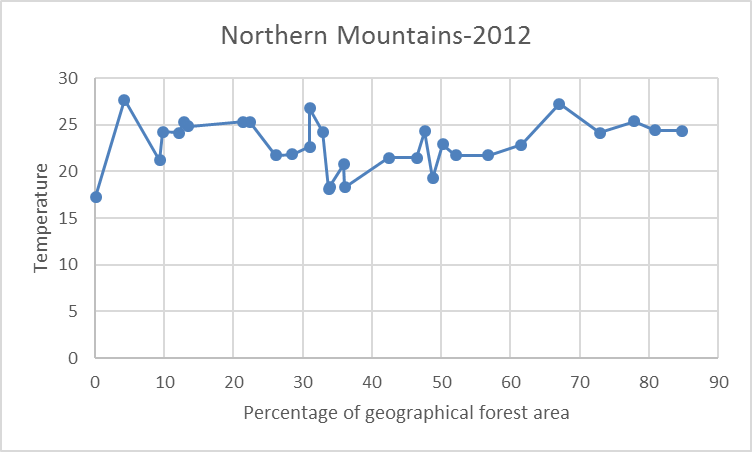 Northern Mountains-2012
Temperature
30
25
20
15
10
5
0
0 10 20 30 40 50 60 70 80 90
Percentage of geographical forest area